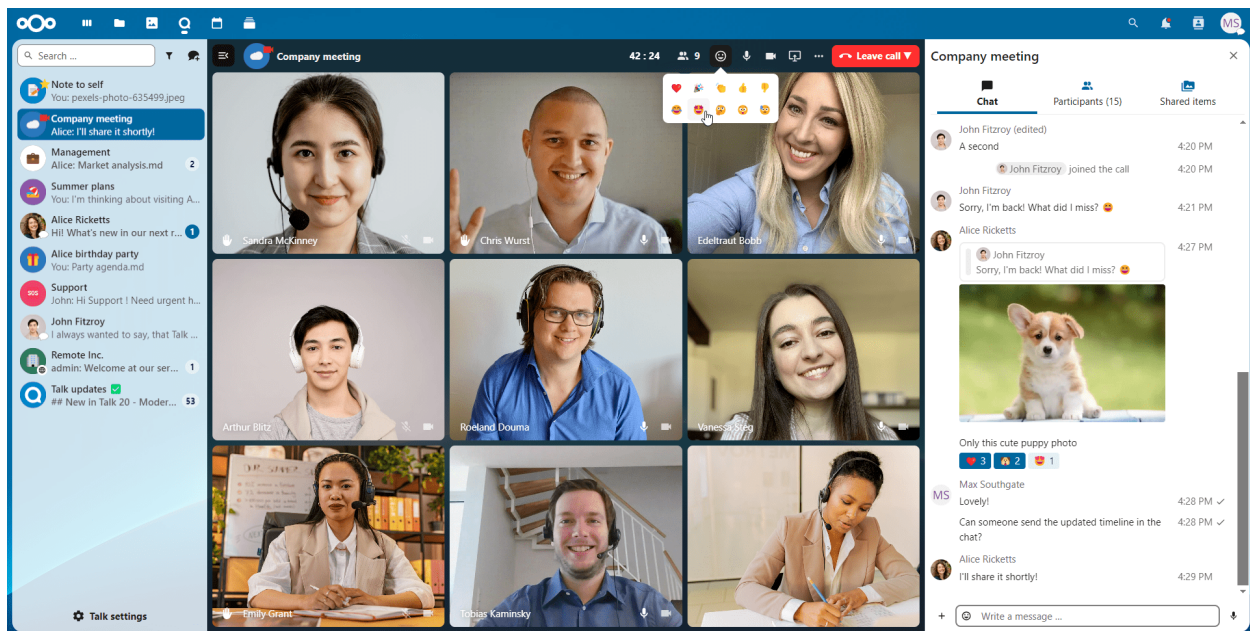 MS
Search ...
Note to self
You: pexels-photo-635499.jpeg
Company meeting
Alice: I'll share it shortly!
Management
Alice: Market analysis.md
2
Summer plans
You: I'm thinking about visiting A...
Alice Ricketts
Hi! What's new in our next r...
1
Alice birthday party
You: Party agenda.md
SOS
Support
John: Hi Support ! Need urgent h...
John Fitzroy
I always wanted to say, that Talk ...
Remote Inc.
admin: Welcome at our ser...
1
Talk updates ✅
## New in Talk 20 - Moder...
53
Talk settings
Company meeting
42 : 24
9
Leave call
Sandra McKinney
Chris Wurst
Edeltraut Bobb
Arthur Blitz
Roeland Douma
Vanessa Steg
Emily Grant
Tobias Kaminsky
Company meeting
Chat
Participants (15)
Shared items
John Fitzroy (edited)
A second 4:20 PM
John Fitzroy joined the call 4:20 PM
John Fitzroy
Sorry, I'm back! What did I miss? 😄 4:21 PM
Alice Ricketts
4:27 PM
John Fitzroy
Sorry, I'm back! What did I miss? 😄
Only this cute puppy photo
❤️ 3
🙈 2
😍 1
MS
Max Southgate
Lovely! 4:28 PM
Can someone send the updated timeline in the 4:28 PM
chat?
Alice Ricketts
I'll share it shortly! 4:29 PM
Write a message ...